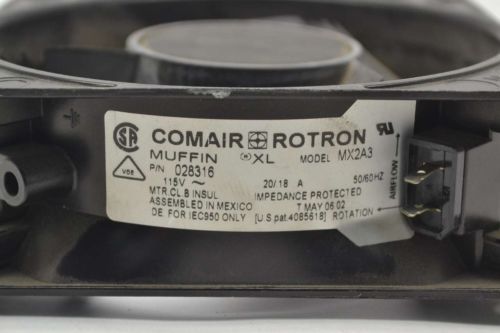 COMAIR ROTRON
MUFFIN ® XL MODEL MX2A3
P/N 028316
115V ~ 20/18 A 50/60HZ
MTR.CL.B INSUL IMPEDANCE PROTECTED
ASSEMBLED IN MEXICO T MAY 06 02
DE. FOR IEC950 ONLY [U.S pat.4085618] ROTATION
AIRFLOW
VDE